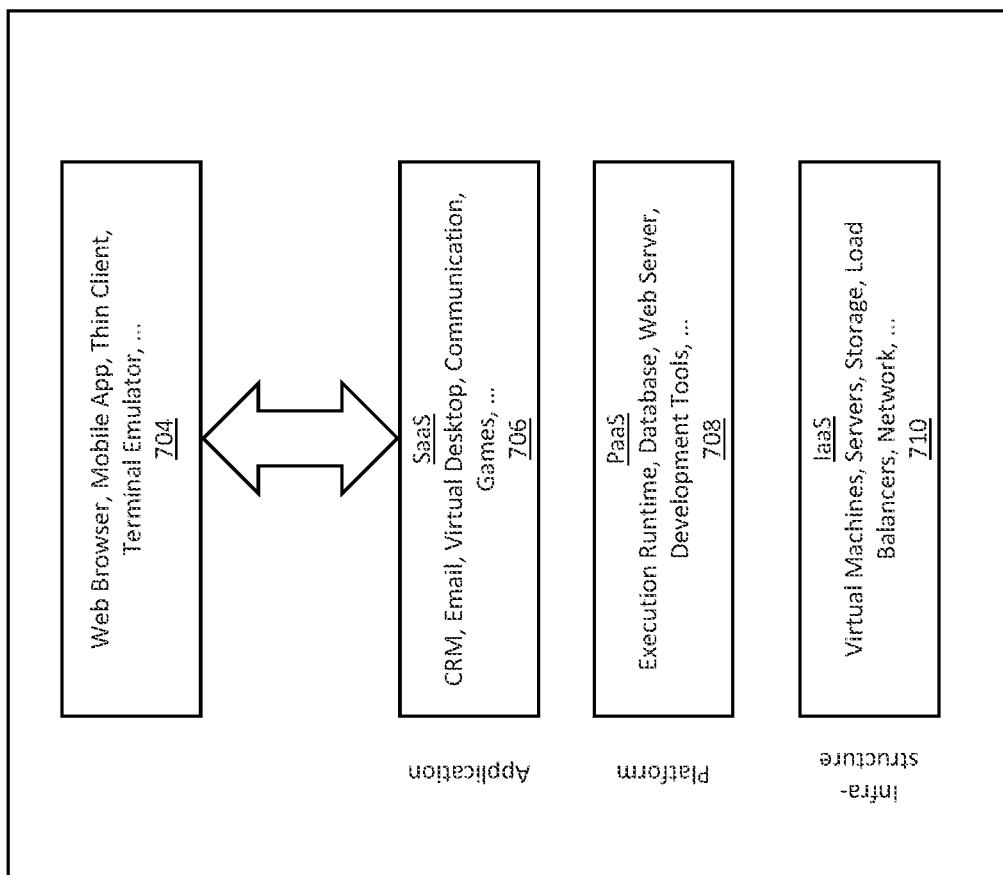 Web Browser, Mobile App, Thin Client,
Terminal Emulator, ...
704
SaaS
CRM, Email, Virtual Desktop, Communication,
Games, ...
706
Application
PaaS
Execution Runtime, Database, Web Server,
Development Tools, ...
708
Platform
IaaS
Virtual Machines, Servers, Storage, Load
Balancers, Network, ...
710
Infra-
structure